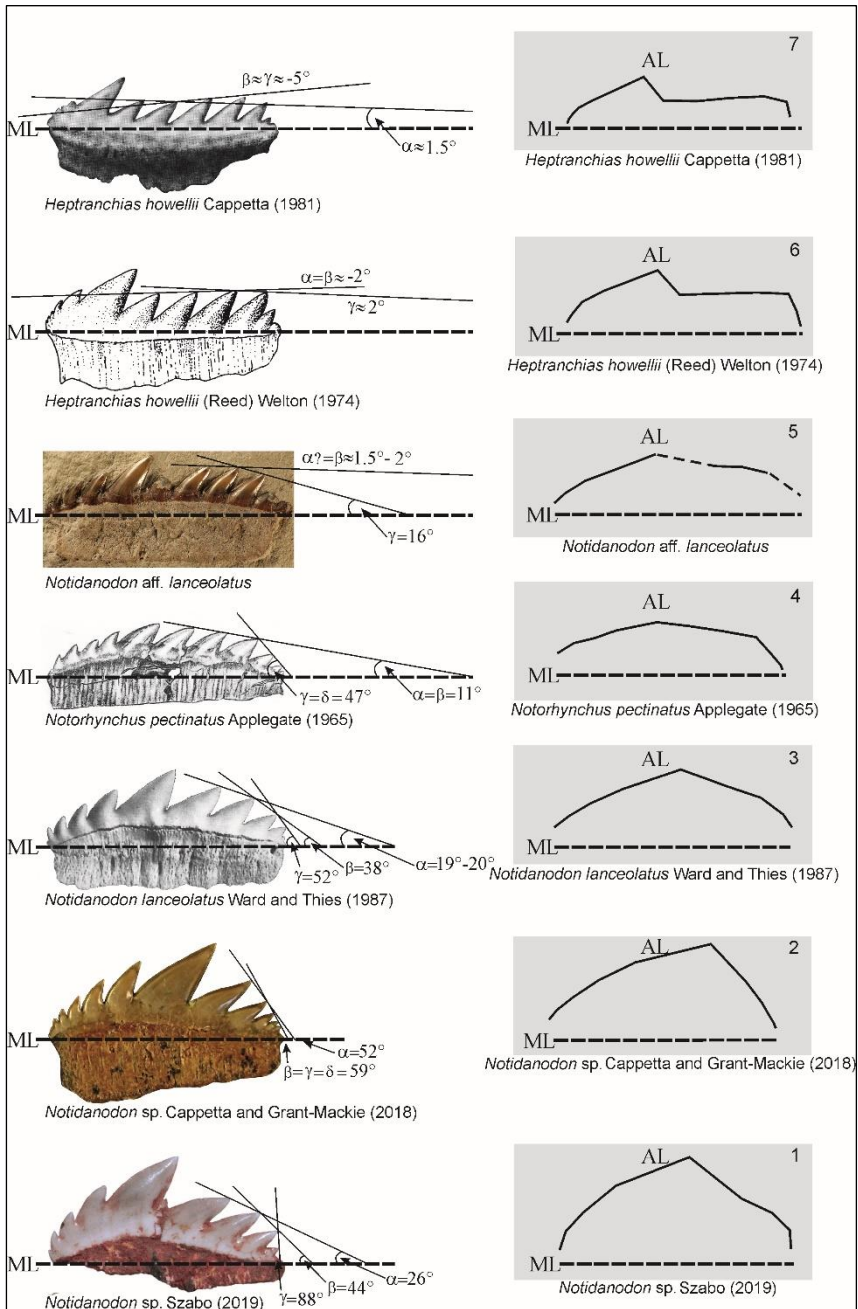 β≈γ≈-5°
ML
α≈1.5°
Heptranchias howellii Cappetta (1981)
7
AL
ML
Heptranchias howellii Cappetta (1981)
α=β≈-2°
γ≈2°
ML
Heptranchias howellii (Reed) Welton (1974)
6
AL
ML
Heptranchias howellii (Reed) Welton (1974)
α?=β≈1.5°- 2°
ML
γ=16°
Notidanodon aff. lanceolatus
5
AL
ML
Notidanodon aff. lanceolatus
ML
γ=δ=47°
α=β=11°
Notorhynchus pectinatus Applegate (1965)
4
AL
ML
Notorhynchus pectinatus Applegate (1965)
ML
γ=52°
β=38°
α=19°-20°
Notidanodon lanceolatus Ward and Thies (1987)
3
AL
ML
Notidanodon lanceolatus Ward and Thies (1987)
ML
α=52°
β=γ=δ=59°
Notidanodon sp. Cappetta and Grant-Mackie (2018)
2
AL
ML
Notidanodon sp. Cappetta and Grant-Mackie (2018)
ML
α=26°
β=44°
γ=88°
Notidanodon sp. Szabo (2019)
1
AL
ML
Notidanodon sp. Szabo (2019)